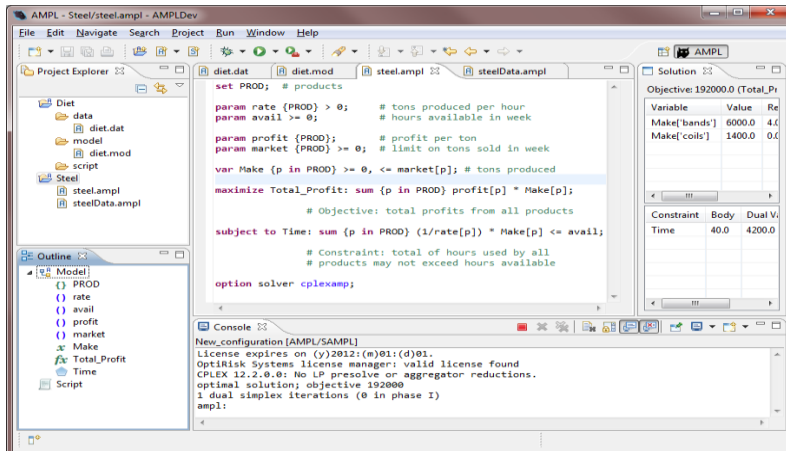 AMPL - Steel/steel.ampl - AMPLDev
File Edit Navigate Search Project Run Window Help
AMPL
Project Explorer
Diet
data
diet.dat
model
diet.mod
script
Steel
steel.ampl
steelData.ampl
Outline
Model
{} PROD
() rate
() avail
() profit
() market
x Make
fx Total_Profit
Time
Script
diet.dat diet.mod steel.ampl steelData.ampl
set PROD; # products
param rate {PROD} > 0; # tons produced per hour
param avail >= 0; # hours available in week
param profit {PROD}; # profit per ton
param market {PROD} >= 0; # limit on tons sold in week
var Make {p in PROD} >= 0, <= market[p]; # tons produced
maximize Total_Profit: sum {p in PROD} profit[p] * Make[p];
# Objective: total profits from all products
subject to Time: sum {p in PROD} (1/rate[p]) * Make[p] <= avail;
# Constraint: total of hours used by all
# products may not exceed hours available
option solver cplexamp;
Solution
Objective: 192000.0 (Total_Pr
Variable Value Re
Make['bands'] 6000.0 4.0
Make['coils'] 1400.0 0.0
Constraint Body Dual Va
Time 40.0 4200.0
Console
New_configuration [AMPL/SAMPL]
License expires on (y)2012:(m)01:(d)01.
OptiRisk Systems license manager: valid license found
CPLEX 12.2.0.0: No LP presolve or aggregator reductions.
optimal solution; objective 192000
1 dual simplex iterations (0 in phase I)
ampl: